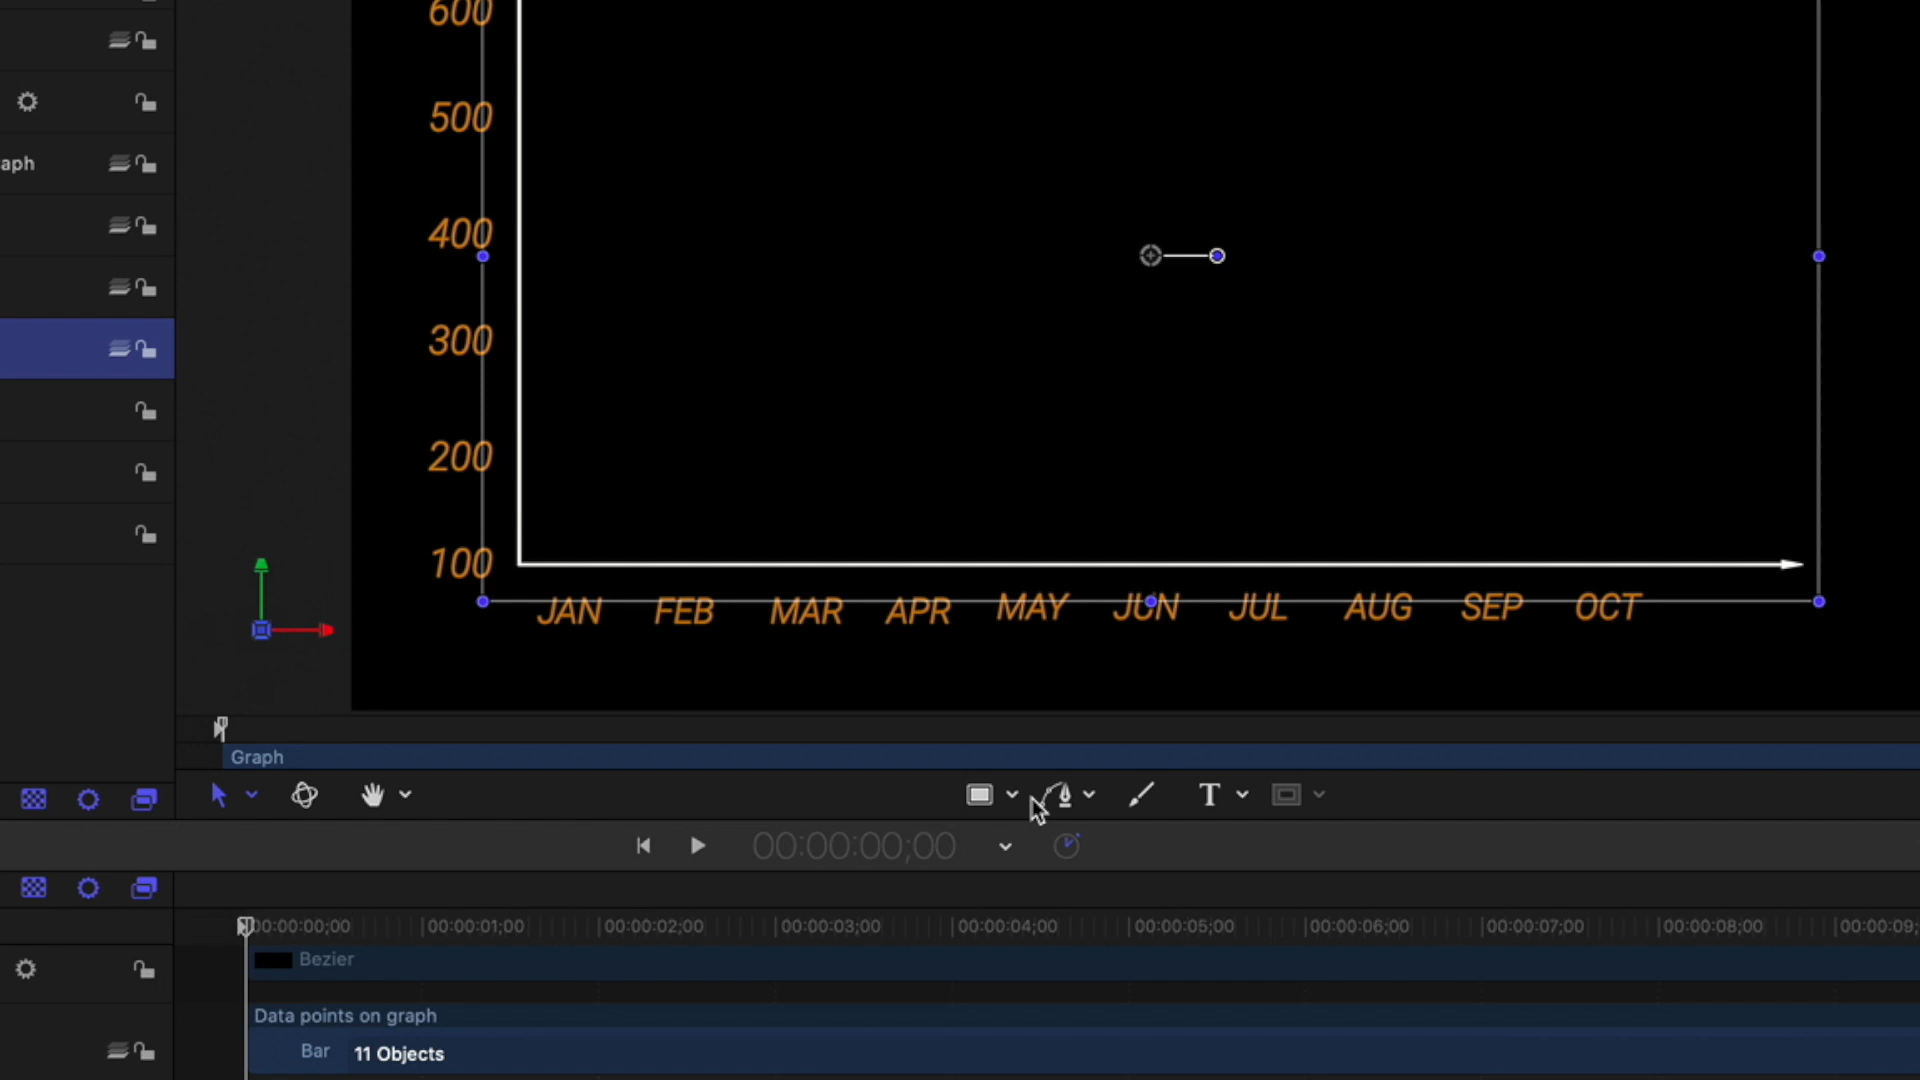 600
500
aph
400
300
200
100
JAN FEB MAR APR MAY JUN JUL AUG SEP OCT
Graph
T
00:00:00;00
00:00:00;00 00:00:01;00 00:00:02;00 00:00:03;00 00:00:04;00 00:00:05;00 00:00:06;00 00:00:07;00 00:00:08;00 00:00:09;
Bezier
Data points on graph
Bar 11 Objects